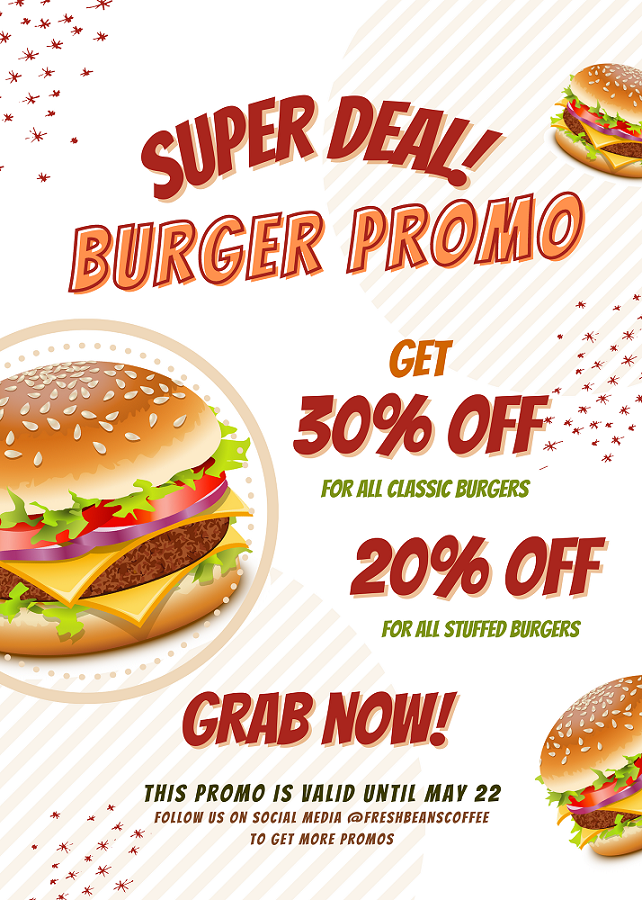 SUPER DEAL!
BURGER PROMO
GET
30% OFF
FOR ALL CLASSIC BURGERS
20% OFF
FOR ALL STUFFED BURGERS
GRAB NOW!
THIS PROMO IS VALID UNTIL MAY 22
FOLLOW US ON SOCIAL MEDIA @FRESHBEANSCOFFEE
TO GET MORE PROMOS